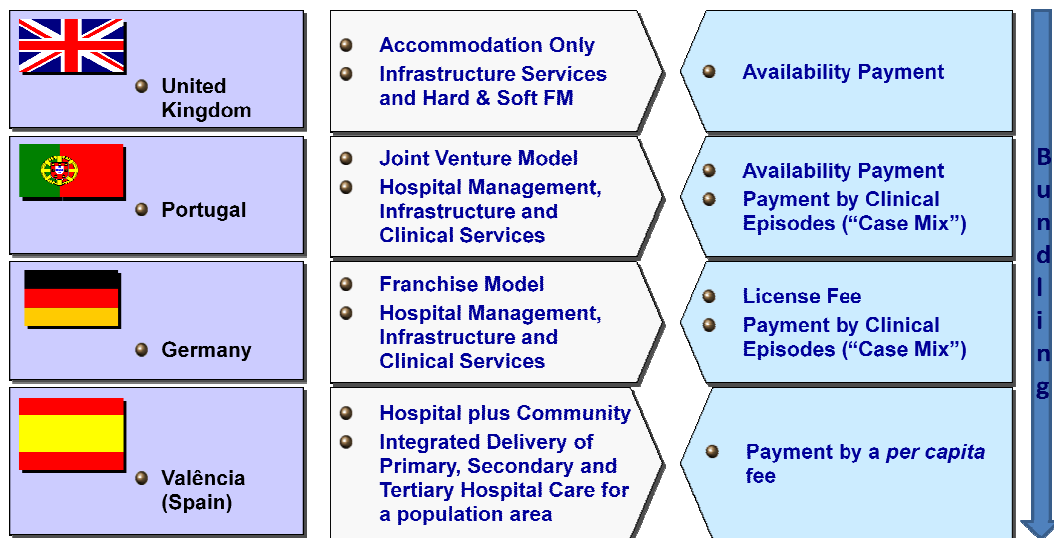 United
Kingdom
Accommodation Only
Infrastructure Services
and Hard & Soft FM
Availability Payment
Portugal
Joint Venture Model
Hospital Management,
Infrastructure and
Clinical Services
Availability Payment
Payment by Clinical
Episodes (“Case Mix”)
Germany
Franchise Model
Hospital Management,
Infrastructure and
Clinical Services
License Fee
Payment by Clinical
Episodes (“Case Mix”)
Valência
(Spain)
Hospital plus Community
Integrated Delivery of
Primary, Secondary and
Tertiary Hospital Care for
a population area
Payment by a per capita
fee
Bundling